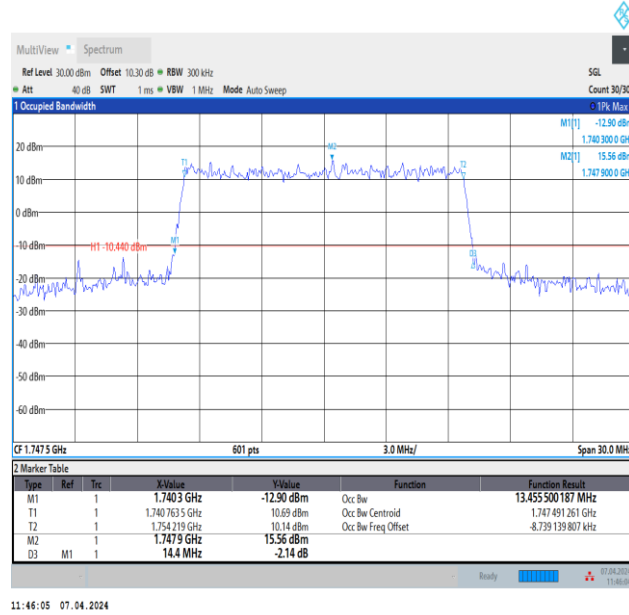 MultiView Spectrum
Ref Level 30.00 dBm Offset 10.30 dB RBW 300 kHz SGL
Att 40 dB SWT 1 ms VBW 1 MHz Mode Auto Sweep Count 30/30
1 Occupied Bandwidth 1Pk Max
M1[1] -12.90 dBm
1.740 300 0 GH
M2[1] 15.56 dBm
1.747 900 0 GH
20 dBm
M2
T1 T2
10 dBm
0 dBm
M1
-10 dBm H1 -10.440 dBm
D3
-20 dBm
-30 dBm
-40 dBm
-50 dBm
-60 dBm
CF 1.747 5 GHz 601 pts 3.0 MHz/ Span 30.0 MHz
2 Marker Table
Type Ref Trc X-Value Y-Value Function Function Result
M1 1 1.740 3 GHz -12.90 dBm Occ Bw 13.455 500 187 MHz
T1 1 1.740 763 5 GHz 10.69 dBm Occ Bw Centroid 1.747 491 261 GHz
T2 1 1.754 219 GHz 10.14 dBm Occ Bw Freq Offset -8.739 139 807 kHz
M2 1 1.747 9 GHz 15.56 dBm
D3 M1 1 14.4 MHz -2.14 dB
Ready 07.04.202
11:46:0
11:46:05 07.04.2024